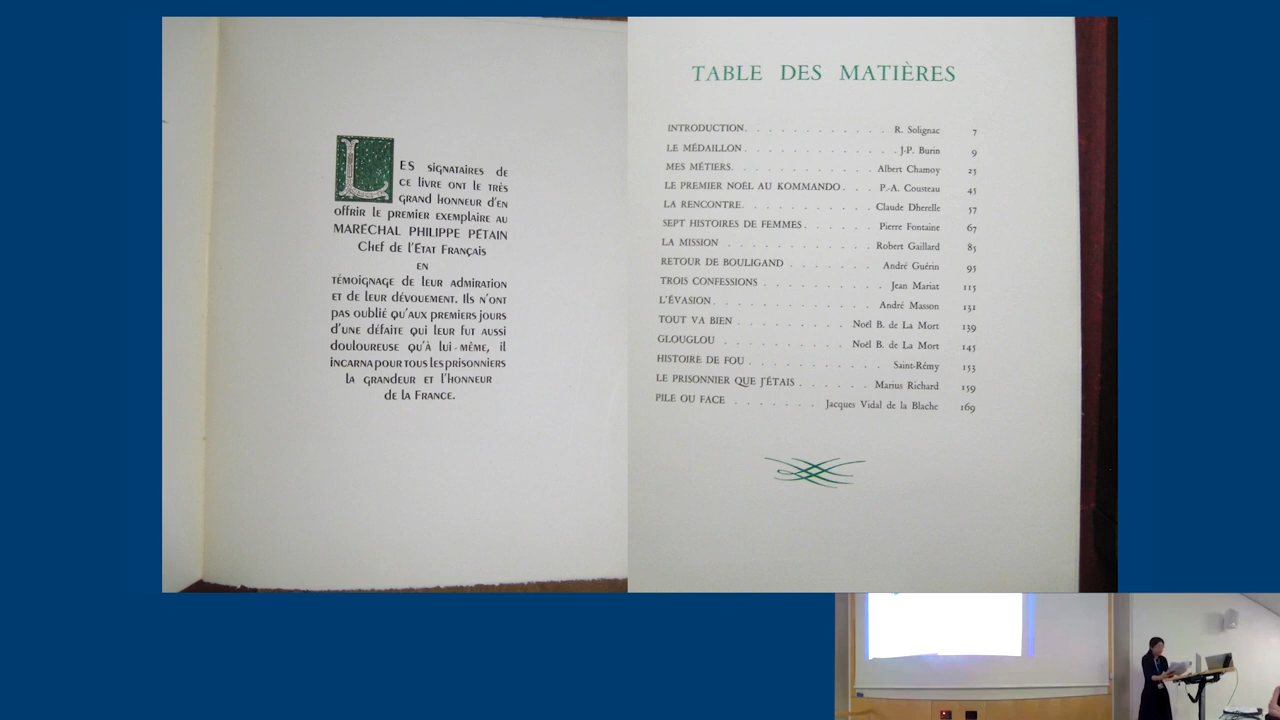 LES signataires de
ce livre ont le très
grand honneur d'en
offrir le premier exemplaire au
MARÉCHAL PHILIPPE PÉTAIN
Chef de l'État Français
en
témoignage de leur admiration
et de leur dévouement. Ils n'ont
pas oublié qu'aux premiers jours
d'une défaite qui leur fut aussi
douloureuse qu'à lui-même, il
incarna pour tous les prisonniers
la grandeur et l'honneur
de la France.
TABLE DES MATIÈRES
INTRODUCTION. . . . . . . . . . . . R. Solignac 7
LE MÉDAILLON . . . . . . . . . . . . J-P. Burin 9
MES MÉTIERS. . . . . . . . . . . . Albert Chamoy 25
LE PREMIER NOËL AU KOMMANDO . . . P.-A. Cousteau 45
LA RENCONTRE. . . . . . . . . . . Claude Dherelle 57
SEPT HISTOIRES DE FEMMES . . . . . . Pierre Fontaine 67
LA MISSION . . . . . . . . . . . Robert Gaillard 85
RETOUR DE BOULIGAND . . . . . . . André Guérin 95
TROIS CONFESSIONS . . . . . . . . . . Jean Mariat 115
L'ÉVASION . . . . . . . . . . . . André Masson 131
TOUT VA BIEN . . . . . . . . . Noël B. de La Mort 139
GLOUGLOU . . . . . . . . . . Noël B. de La Mort 145
HISTOIRE DE FOU . . . . . . . . . . . Saint-Rémy 153
LE PRISONNIER QUE J'ÉTAIS . . . . . . Marius Richard 159
PILE OU FACE . . . . . . . Jacques Vidal de la Blache 169